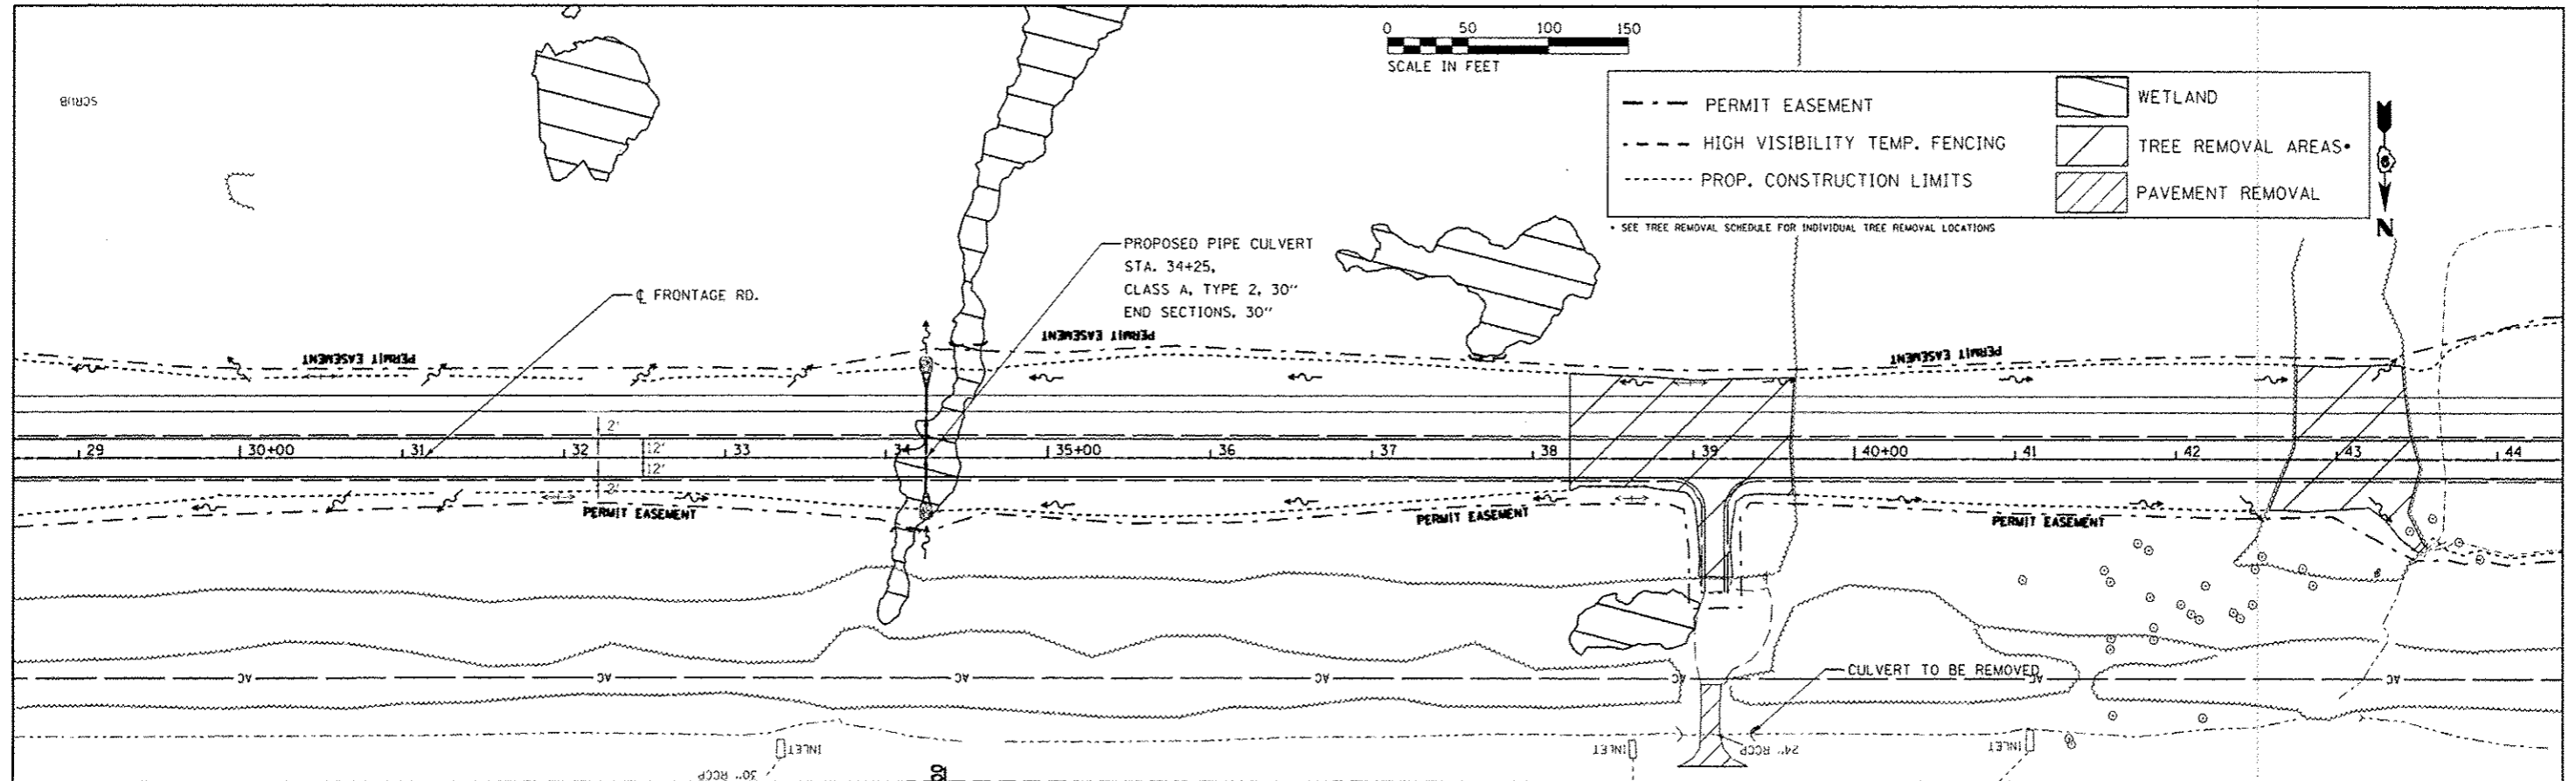 0 50 100 150
SCALE IN FEET
SCRUB
PERMIT EASEMENT
HIGH VISIBILITY TEMP. FENCING
PROP. CONSTRUCTION LIMITS
WETLAND
TREE REMOVAL AREAS*
PAVEMENT REMOVAL
N
* SEE TREE REMOVAL SCHEDULE FOR INDIVIDUAL TREE REMOVAL LOCATIONS
PROPOSED PIPE CULVERT
STA. 34+25,
CLASS A, TYPE 2, 30"
END SECTIONS, 30"
℄ FRONTAGE RD.
PERMIT EASEMENT
PERMIT EASEMENT
PERMIT EASEMENT
2'
29 30+00 31 32 12' 33 34 35+00 36 37 38 39 40+00 41 42 43 44
12'
2'
PERMIT EASEMENT
PERMIT EASEMENT
PERMIT EASEMENT
CULVERT TO BE REMOVED
AC AC AC AC AC AC AC
INLET
INLET
24" RCCP
INLET
30" RCCP
00